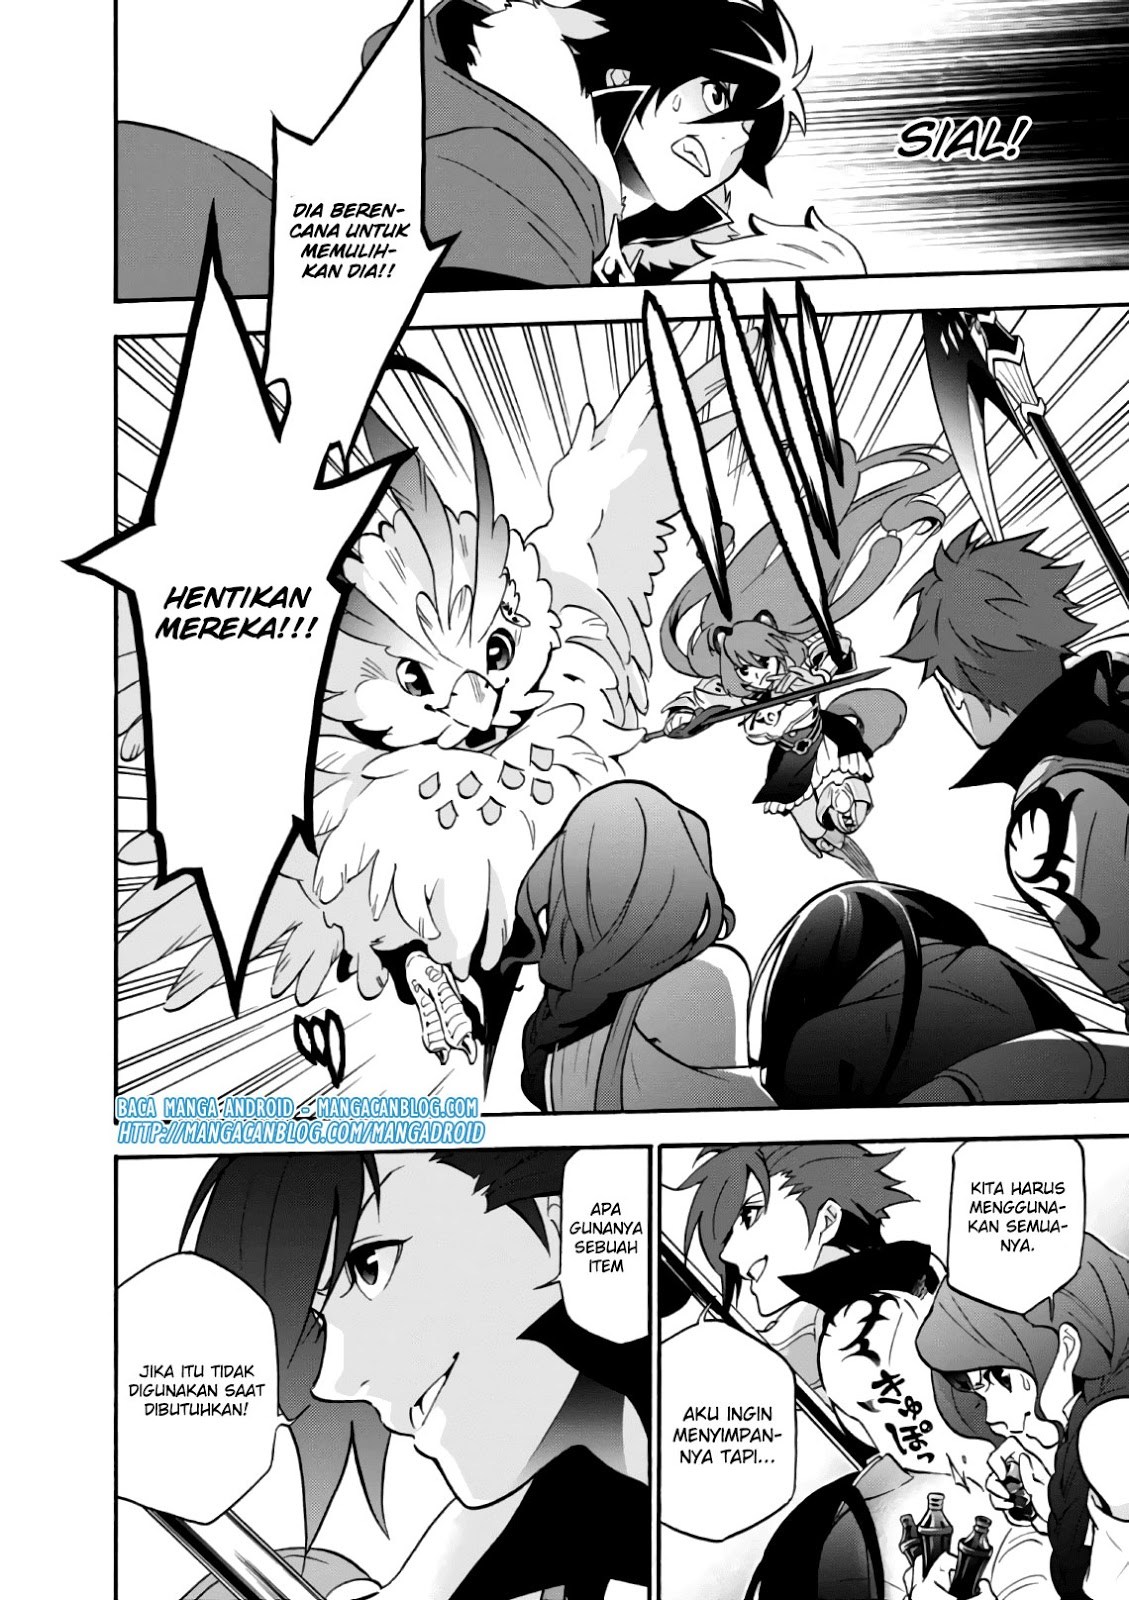 SIAL!
DIA BEREN-
CANA UNTUK
MEMULIH-
KAN DIA!!
HENTIKAN
MEREKA!!!
BACA MANGA ANDROID - MANGACANBLOG.COM
HTTP://MANGACANBLOG.COM/MANGADROID
KITA HARUS
MENGGUNA-
KAN SEMUA-
NYA.
AKU INGIN
MENYIMPAN-
NYA TAPI...
APA
GUNANYA
SEBUAH
ITEM
JIKA ITU TIDAK
DIGUNAKAN SAAT
DIBUTUHKAN!